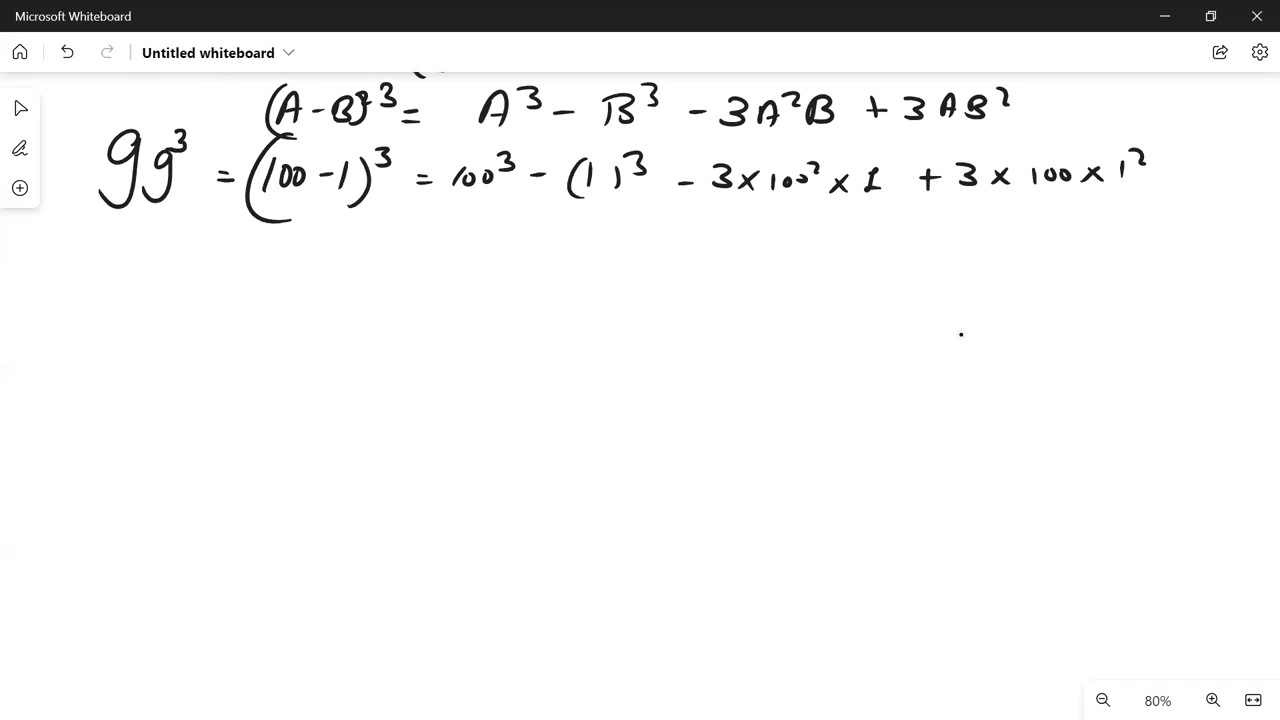 Microsoft Whiteboard
Untitled whiteboard
(A - B)³ = A³ - B³ - 3A²B + 3AB²
99³ = (100 - 1)³ = 100³ - (1)³ - 3 × 100² × 1 + 3 × 100 × 1²
80%